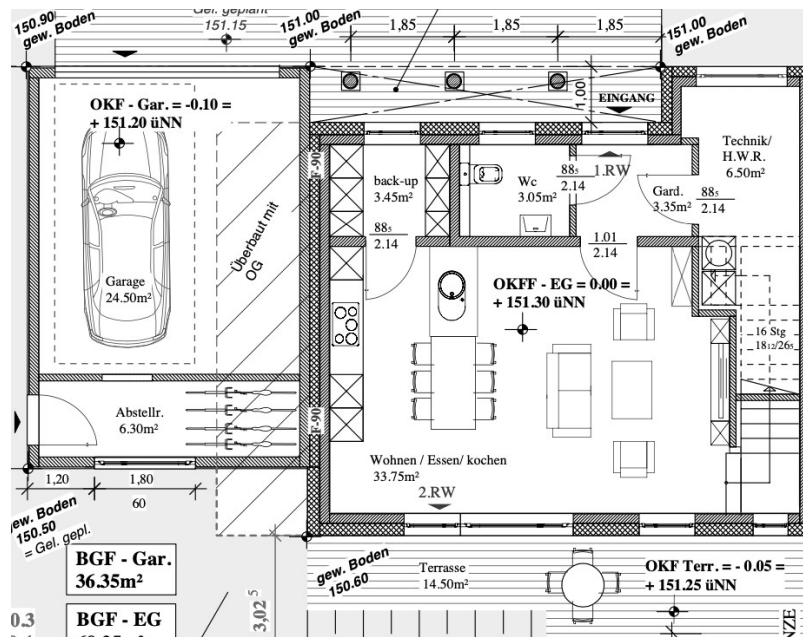 150.90
gew. Boden
Gel. geplant
151.15
151.00
gew. Boden
1,85
1,85
1,85
151.00
gew. Boden
OKF - Gar. = -0.10 =
+ 151.20 üNN
1,00
EINGANG
F-90
back-up
3.45m²
Wc
3.05m²
88⁵
2.14
1.RW
Gard.
3.35m²
88⁵
2.14
Technik/
H.W.R.
6.50m²
88⁵
2.14
1.01
2.14
Überbaut mit
OG
Garage
24.50m²
OKFF - EG = 0.00 =
+ 151.30 üNN
16 Stg
18¹²/26⁵
Abstellr.
6.30m²
F-90
Wohnen / Essen/ kochen
33.75m²
2.RW
1,20
1,80
60
gew. Boden
150.50
= Gel. gepl.
BGF - Gar.
36.35m²
gew. Boden
150.60
Terrasse
14.50m²
OKF Terr. = - 0.05 =
+ 151.25 üNN
3,02⁵
0.3
BGF - EG